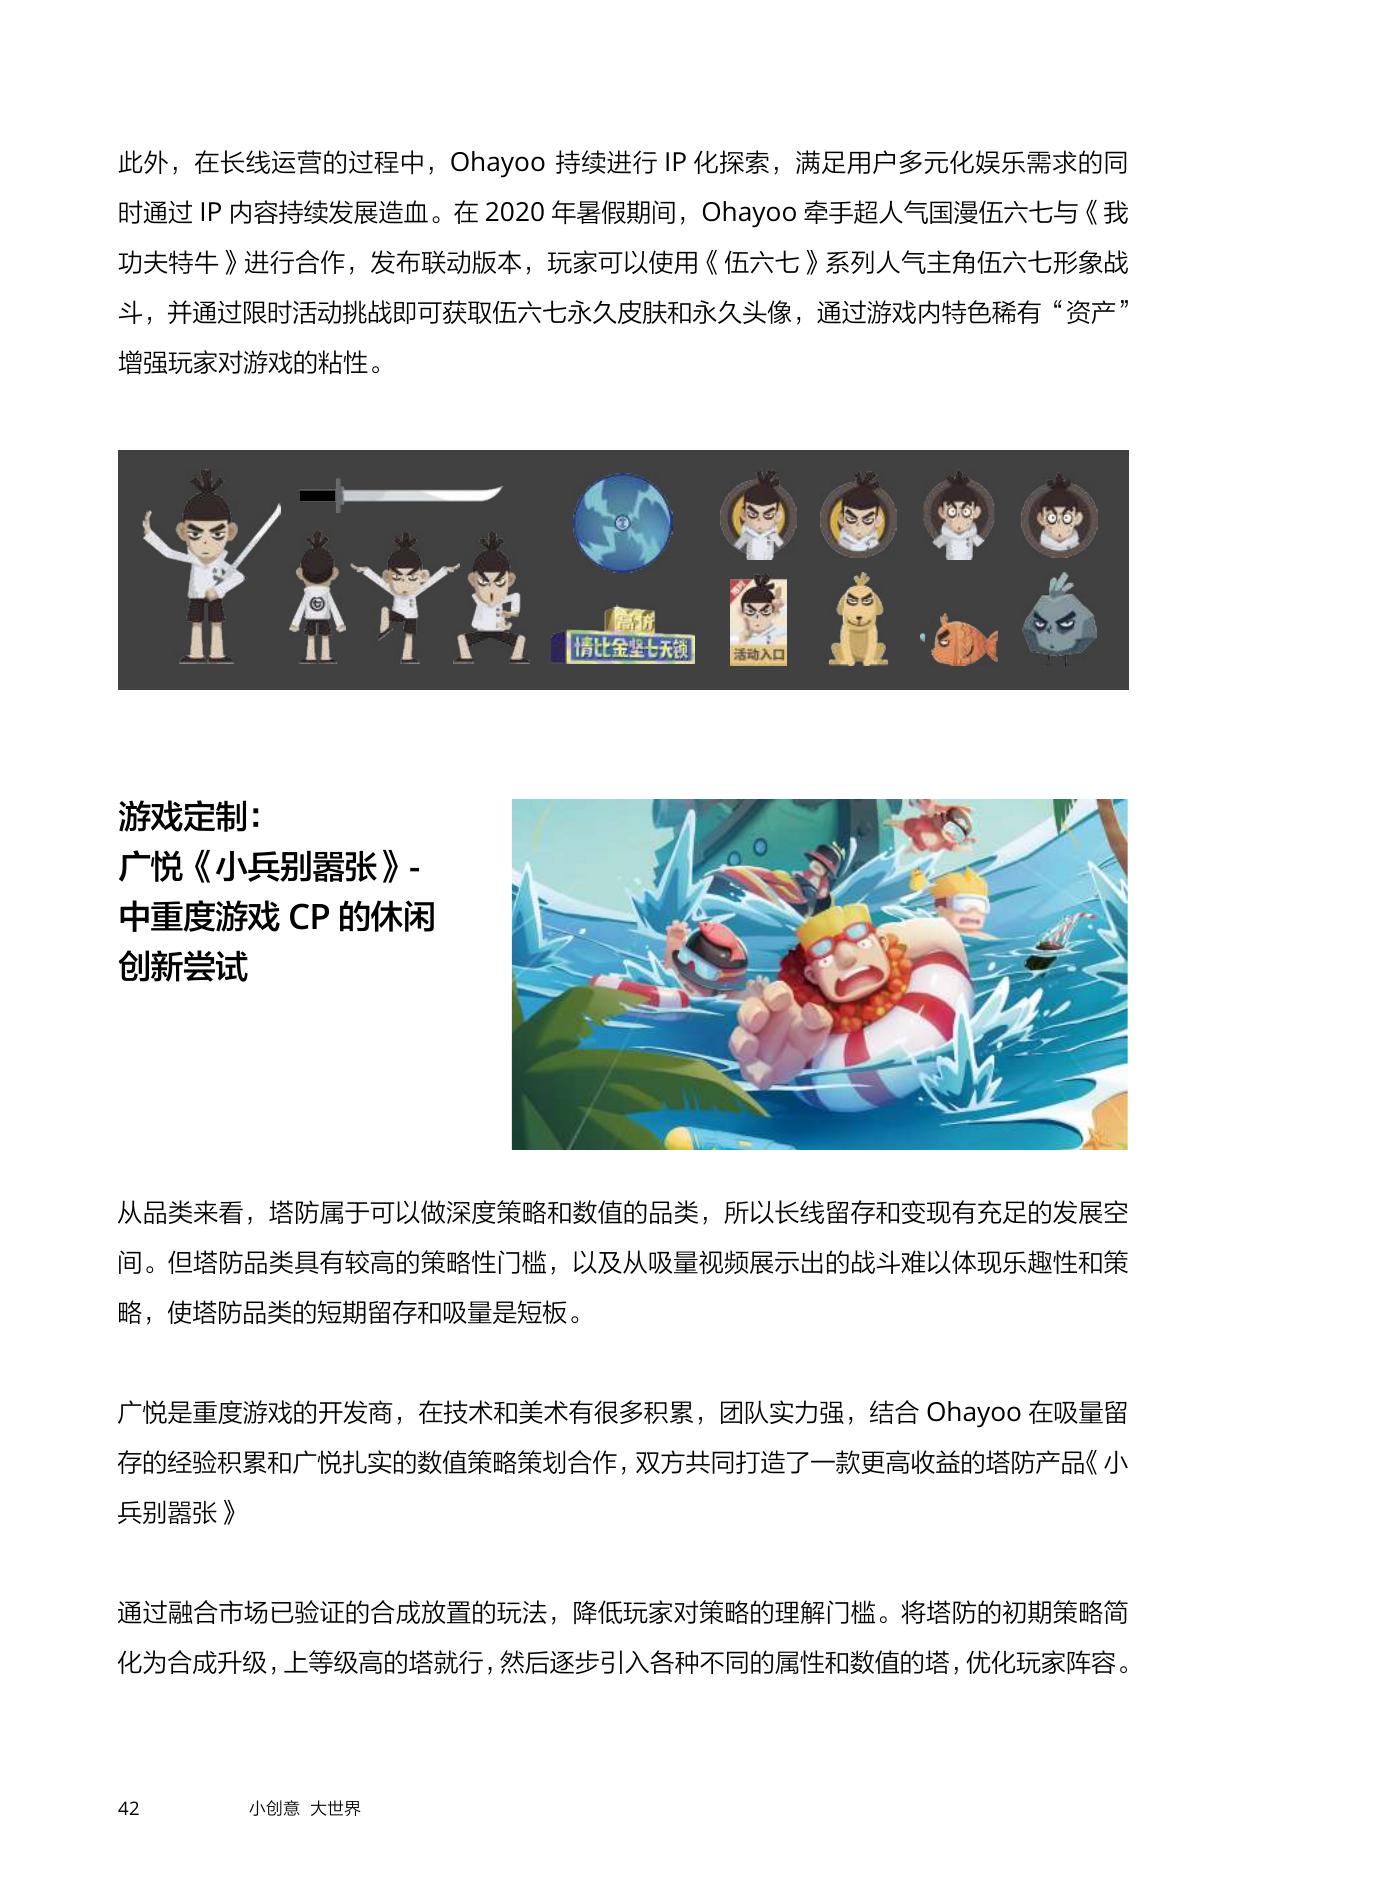 此外，在长线运营的过程中，Ohayoo 持续进行 IP 化探索，满足用户多元化娱乐需求的同
时通过 IP 内容持续发展造血。在 2020 年暑假期间，Ohayoo 牵手超人气国漫伍六七与《我
功夫特牛》进行合作，发布联动版本，玩家可以使用《伍六七》系列人气主角伍六七形象战
斗，并通过限时活动挑战即可获取伍六七永久皮肤和永久头像，通过游戏内特色稀有“资产”
增强玩家对游戏的粘性。
情比金坚七天锁
活动入口
游戏定制：
广悦《小兵别嚣张》-
中重度游戏 CP 的休闲
创新尝试
从品类来看，塔防属于可以做深度策略和数值的品类，所以长线留存和变现有充足的发展空
间。但塔防品类具有较高的策略性门槛，以及从吸量视频展示出的战斗难以体现乐趣性和策
略，使塔防品类的短期留存和吸量是短板。
广悦是重度游戏的开发商，在技术和美术有很多积累，团队实力强，结合 Ohayoo 在吸量留
存的经验积累和广悦扎实的数值策略策划合作，双方共同打造了一款更高收益的塔防产品《小
兵别嚣张》
通过融合市场已验证的合成放置的玩法，降低玩家对策略的理解门槛。将塔防的初期策略简
化为合成升级，上等级高的塔就行，然后逐步引入各种不同的属性和数值的塔，优化玩家阵容。
42 小创意 大世界